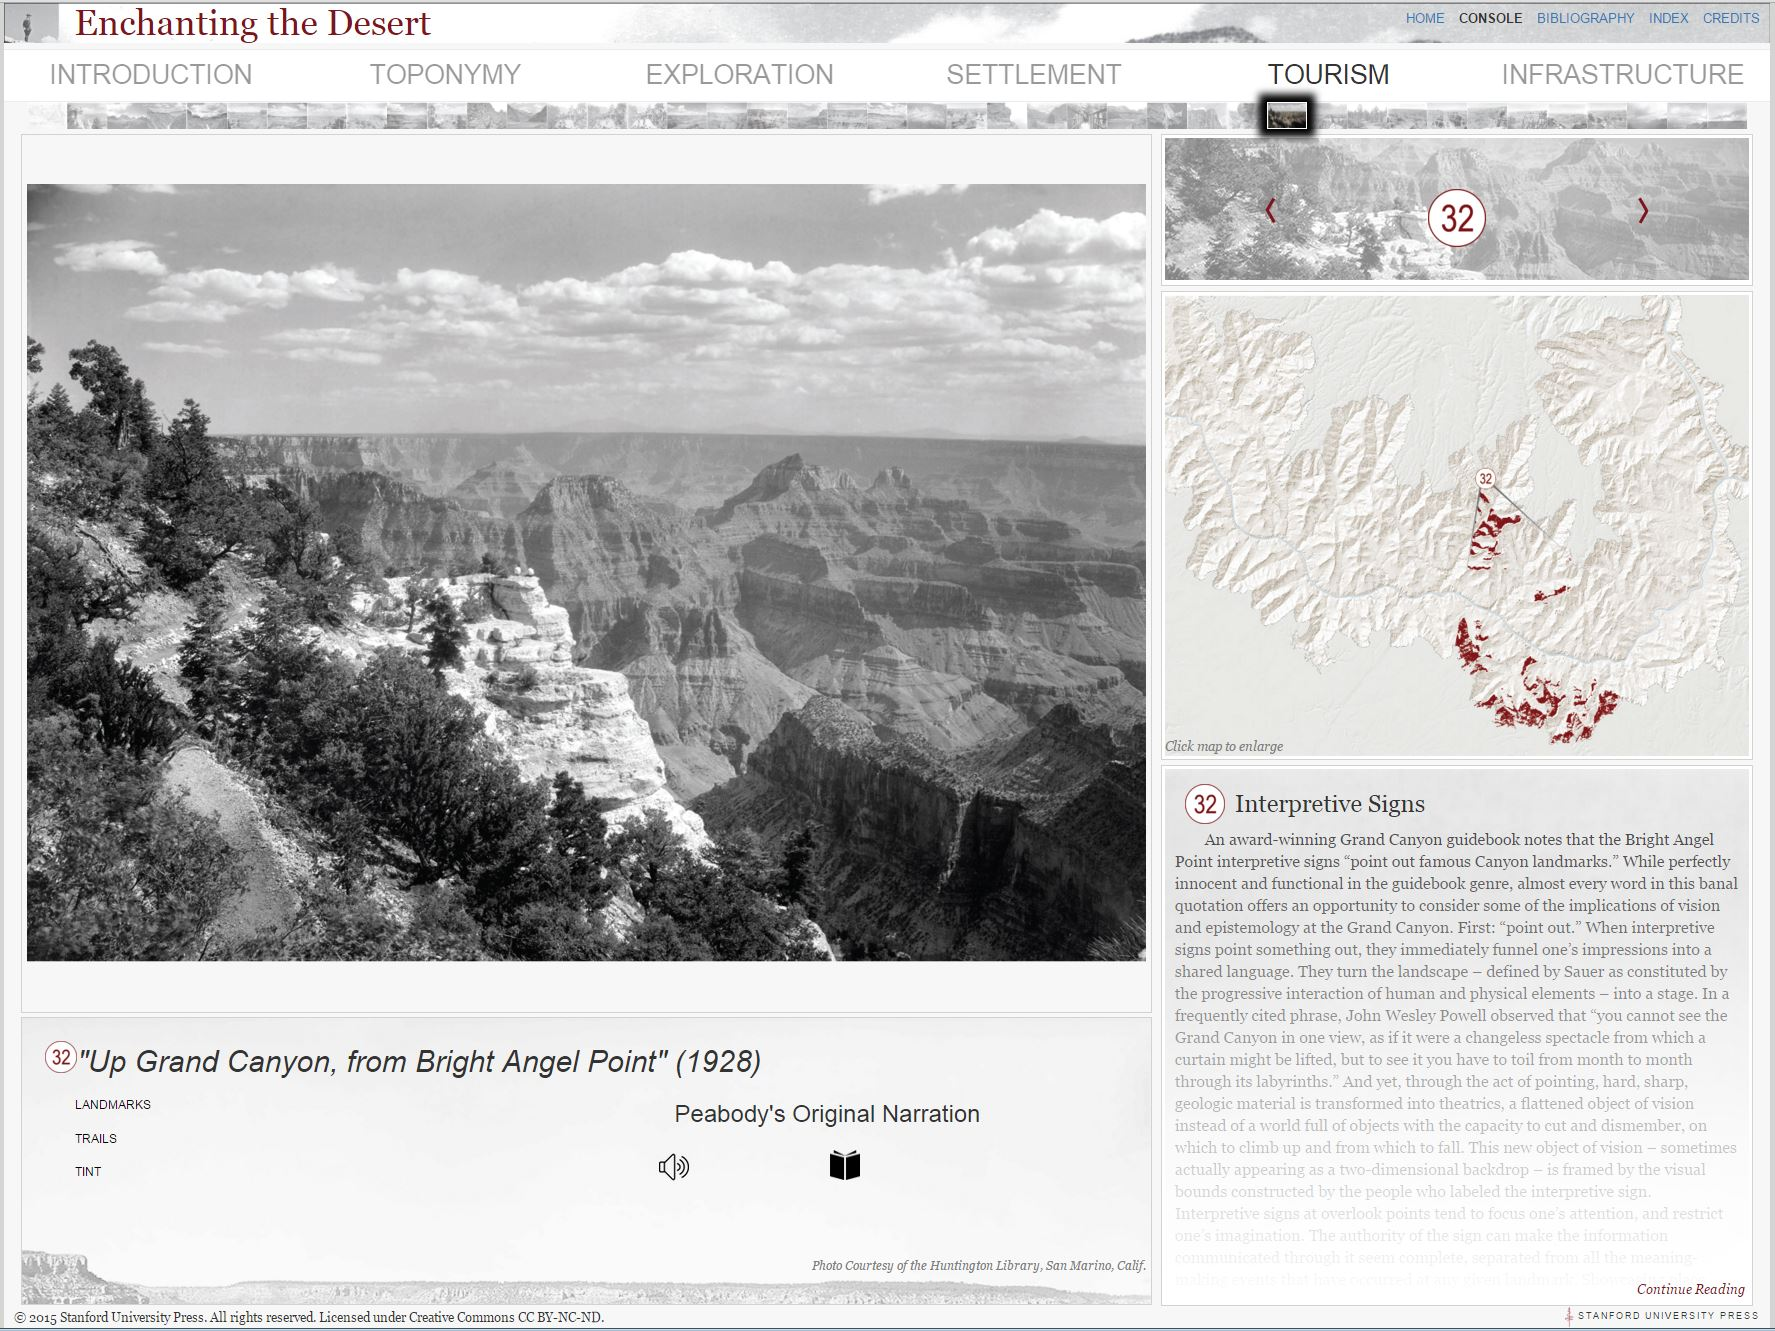 Enchanting the Desert
HOME CONSOLE BIBLIOGRAPHY INDEX CREDITS
INTRODUCTION TOPONYMY EXPLORATION SETTLEMENT TOURISM INFRASTRUCTURE
32
32
Click map to enlarge
32 Interpretive Signs
An award-winning Grand Canyon guidebook notes that the Bright Angel
Point interpretive signs “point out famous Canyon landmarks.” While perfectly
innocent and functional in the guidebook genre, almost every word in this banal
quotation offers an opportunity to consider some of the implications of vision
and epistemology at the Grand Canyon. First: “point out.” When interpretive
signs point something out, they immediately funnel one’s impressions into a
shared language. They turn the landscape – defined by Sauer as constituted by
the progressive interaction of human and physical elements – into a stage. In a
frequently cited phrase, John Wesley Powell observed that “you cannot see the
Grand Canyon in one view, as if it were a changeless spectacle from which a
curtain might be lifted, but to see it you have to toil from month to month
through its labyrinths.” And yet, through the act of pointing, hard, sharp,
geologic material is transformed into theatrics, a flattened object of vision
instead of a world full of objects with the capacity to cut and dismember, on
which to climb up and from which to fall. This new object of vision – sometimes
actually appearing as a two-dimensional backdrop – is framed by the visual
bounds constructed by the people who labeled the interpretive sign.
Interpretive signs at overlook points tend to focus one’s attention, and restrict
one’s imagination. The authority of the sign can make the information
communicated through it seem complete, separated from all the meaning-
making events that have occurred at any given landmark.
Continue Reading
32 "Up Grand Canyon, from Bright Angel Point" (1928)
LANDMARKS
TRAILS
TINT
Peabody's Original Narration
Photo Courtesy of the Huntington Library, San Marino, Calif.
© 2015 Stanford University Press. All rights reserved. Licensed under Creative Commons CC BY-NC-ND.
STANFORD UNIVERSITY PRESS